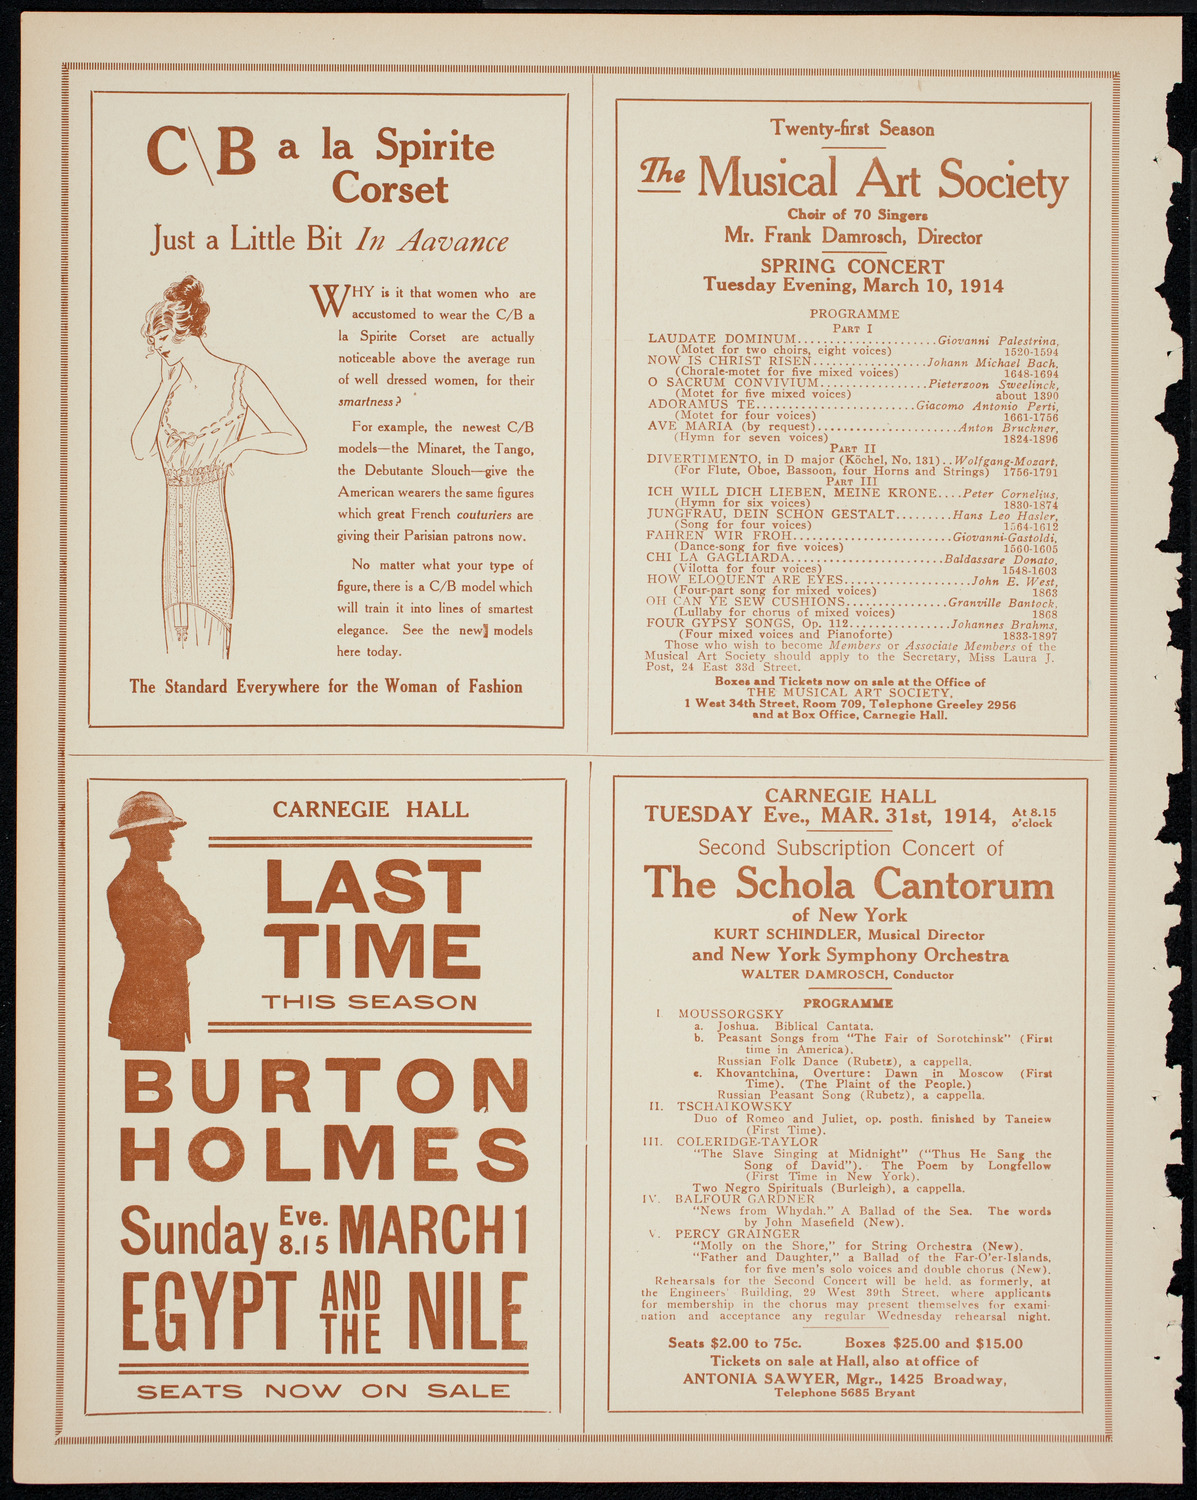 C\B a la Spirite
Corset
Just a Little Bit In Aavance
WHY is it that women who are
accustomed to wear the C/B a
la Spirite Corset are actually
noticeable above the average run
of well dressed women, for their
smartness?
For example, the newest C/B
models—the Minaret, the Tango,
the Debutante Slouch—give the
American wearers the same figures
which great French couturiers are
giving their Parisian patrons now.
No matter what your type of
figure, there is a C/B model which
will train it into lines of smartest
elegance. See the new models
here today.
The Standard Everywhere for the Woman of Fashion
Twenty-first Season
The Musical Art Society
Choir of 70 Singers
Mr. Frank Damrosch, Director
SPRING CONCERT
Tuesday Evening, March 10, 1914
PROGRAMME
PART I
LAUDATE DOMINUM......................Giovanni Palestrina,
(Motet for two choirs, eight voices) 1520-1594
NOW IS CHRIST RISEN..................Johann Michael Bach,
(Chorale-motet for five mixed voices) 1648-1694
O SACRUM CONVIVIUM.................Pieterzoon Sweelinck,
(Motet for five mixed voices) about 1390
ADORAMUS TE.........................Giacomo Antonio Perti,
(Motet for four voices) 1661-1756
AVE MARIA (by request)......................Anton Bruckner,
(Hymn for seven voices) 1824-1896
PART II
DIVERTIMENTO, in D major (Köchel, No. 131)..Wolfgang-Mozart,
(For Flute, Oboe, Bassoon, four Horns and Strings) 1756-1791
PART III
ICH WILL DICH LIEBEN, MEINE KRONE....Peter Cornelius,
(Hymn for six voices) 1830-1874
JUNGFRAU, DEIN SCHON GESTALT.........Hans Leo Hasler,
(Song for four voices) 1564-1612
FAHREN WIR FROH.........................Giovanni-Gastoldi,
(Dance-song for five voices) 1560-1605
CHI LA GAGLIARDA........................Baldassare Donato,
(Vilotta for four voices) 1548-1603
HOW ELOQUENT ARE EYES....................John E. West,
(Four-part song for mixed voices) 1863
OH CAN YE SEW CUSHIONS................Granville Bantock,
(Lullaby for chorus of mixed voices) 1868
FOUR GYPSY SONGS, Op. 112................Johannes Brahms,
(Four mixed voices and Pianoforte) 1833-1897
Those who wish to become Members or Associate Members of the
Musical Art Society should apply to the Secretary, Miss Laura J.
Post, 24 East 33d Street.
Boxes and Tickets now on sale at the Office of
THE MUSICAL ART SOCIETY,
1 West 34th Street, Room 709, Telephone Greeley 2956
and at Box Office, Carnegie Hall.
CARNEGIE HALL
LAST
TIME
THIS SEASON
BURTON
HOLMES
Sunday Eve. 8.15 MARCH 1
EGYPT AND THE NILE
SEATS NOW ON SALE
CARNEGIE HALL
TUESDAY Eve., MAR. 31st, 1914, At 8.15 o'clock
Second Subscription Concert of
The Schola Cantorum
of New York
KURT SCHINDLER, Musical Director
and New York Symphony Orchestra
WALTER DAMROSCH, Conductor
PROGRAMME
I. MOUSSORGSKY
a. Joshua. Biblical Cantata.
b. Peasant Songs from "The Fair of Sorotchinsk" (First
time in America).
Russian Folk Dance (Rubetz), a cappella.
c. Khovantchina, Overture: Dawn in Moscow (First
Time). (The Plaint of the People.)
Russian Peasant Song (Rubetz), a cappella.
II. TSCHAIKOWSKY
Duo of Romeo and Juliet, op. posth. finished by Taneiew
(First Time).
III. COLERIDGE-TAYLOR
"The Slave Singing at Midnight" ("Thus He Sang the
Song of David"). The Poem by Longfellow
(First Time in New York).
Two Negro Spirituals (Burleigh), a cappella.
IV. BALFOUR GARDNER
"News from Whydah." A Ballad of the Sea. The words
by John Masefield (New).
V. PERCY GRAINGER
"Molly on the Shore," for String Orchestra (New).
"Father and Daughter," a Ballad of the Far-O'er-Islands,
for five men's solo voices and double chorus (New).
Rehearsals for the Second Concert will be held, as formerly, at
the Engineers' Building, 29 West 39th Street, where applicants
for membership in the chorus may present themselves for exami-
nation and acceptance any regular Wednesday rehearsal night.
Seats $2.00 to 75c. Boxes $25.00 and $15.00
Tickets on sale at Hall, also at office of
ANTONIA SAWYER, Mgr., 1425 Broadway,
Telephone 5685 Bryant